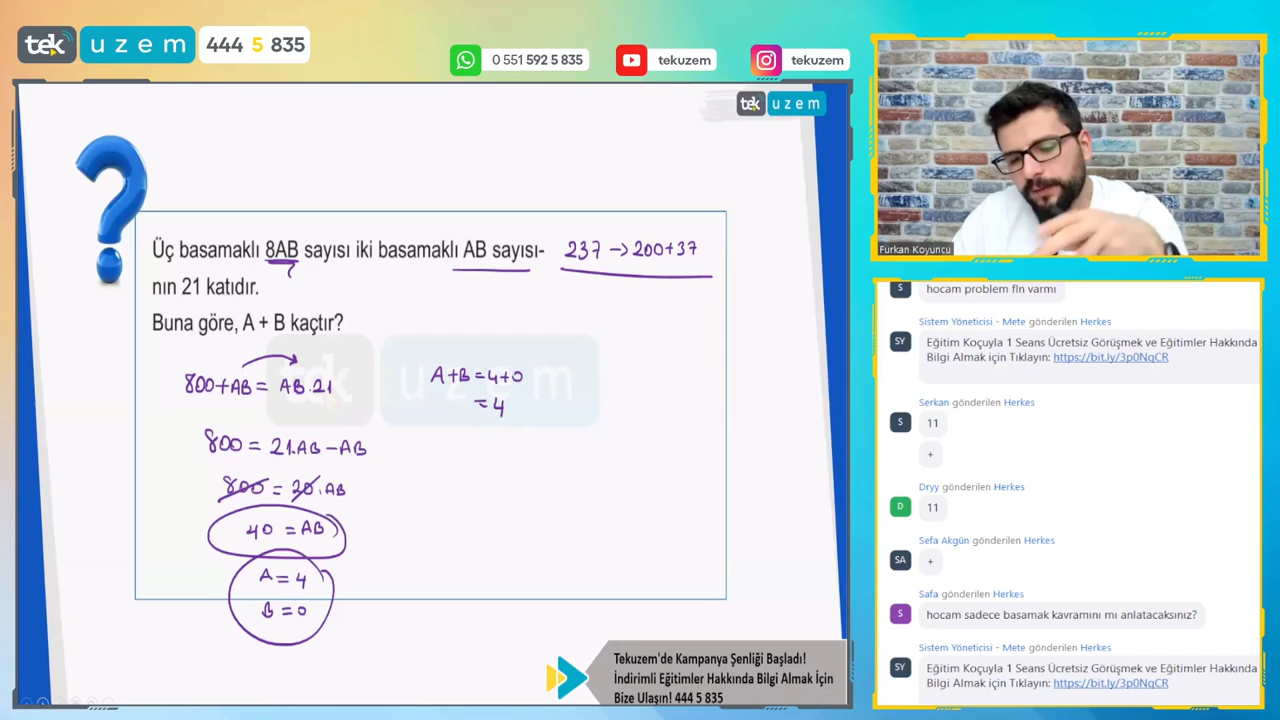 tek uzem 444 5 835
0 551 592 5 835
tekuzem
tekuzem
tek uzem
Üç basamaklı 8AB sayısı iki basamaklı AB sayısı-
nın 21 katıdır.
Buna göre, A + B kaçtır?
237 → 200+37
800+AB = AB.21
800 = 21.AB - AB
800 = 20.AB
40 = AB
A = 4
B = 0
A+B = 4+0
= 4
tek uzem
Tekuzem'de Kampanya Şenliği Başladı!
İndirimli Eğitimler Hakkında Bilgi Almak İçin
Bize Ulaşın! 444 5 835
Furkan Koyuncu
S
hocam problem fln varmı
Sistem Yöneticisi - Mete gönderilen Herkes
SY
Eğitim Koçuyla 1 Seans Ücretsiz Görüşmek ve Eğitimler Hakkında
Bilgi Almak için Tıklayın: https://bit.ly/3p0NqCR
Serkan gönderilen Herkes
S
11
+
Dryy gönderilen Herkes
D
11
Sefa Akgün gönderilen Herkes
SA
+
Safa gönderilen Herkes
S
hocam sadece basamak kavramını mı anlatacaksınız?
Sistem Yöneticisi - Mete gönderilen Herkes
SY
Eğitim Koçuyla 1 Seans Ücretsiz Görüşmek ve Eğitimler Hakkında
Bilgi Almak için Tıklayın: https://bit.ly/3p0NqCR